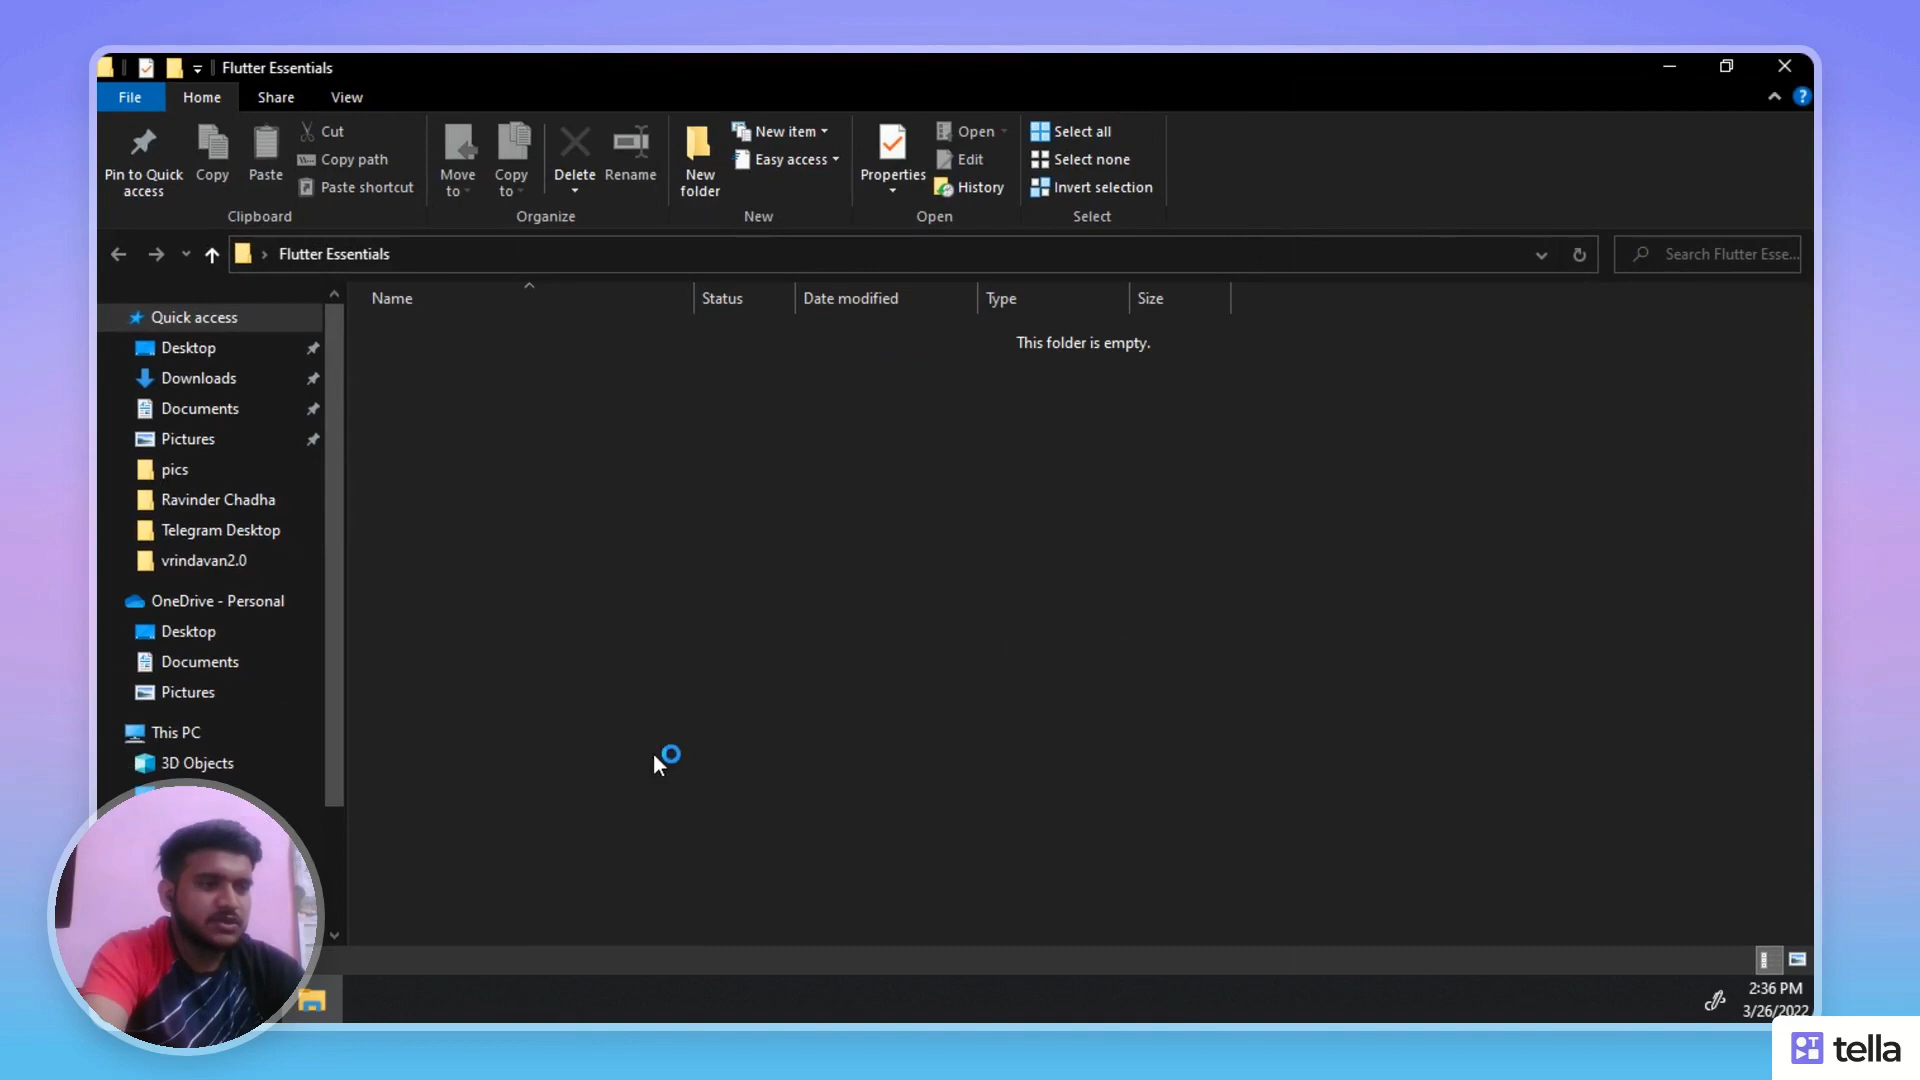 Flutter Essentials
File Home Share View
Pin to Quick access
Copy
Paste
Cut
Copy path
Paste shortcut
Clipboard
Move to
Copy to
Delete
Rename
Organize
New folder
New item
Easy access
New
Properties
Open
Edit
History
Open
Select all
Select none
Invert selection
Select
Flutter Essentials
Search Flutter Esse...
Name Status Date modified Type Size
This folder is empty.
Quick access
Desktop
Downloads
Documents
Pictures
pics
Ravinder Chadha
Telegram Desktop
vrindavan2.0
OneDrive - Personal
Desktop
Documents
Pictures
This PC
3D Objects
2:36 PM
3/26/2022
tella